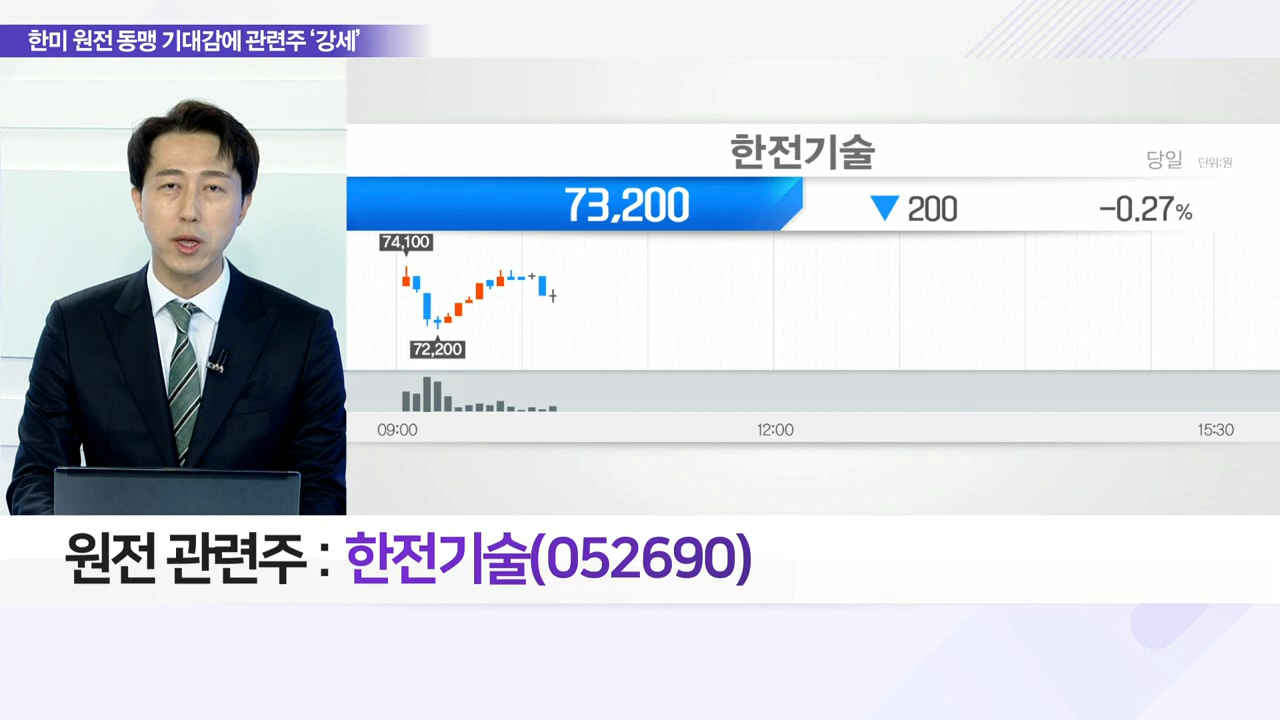 한미 원전 동맹 기대감에 관련주 ‘강세’
한전기술
당일 단위:원
73,200 ▼ 200 -0.27%
74,100
72,200
09:00 12:00 15:30
원전 관련주 : 한전기술(052690)